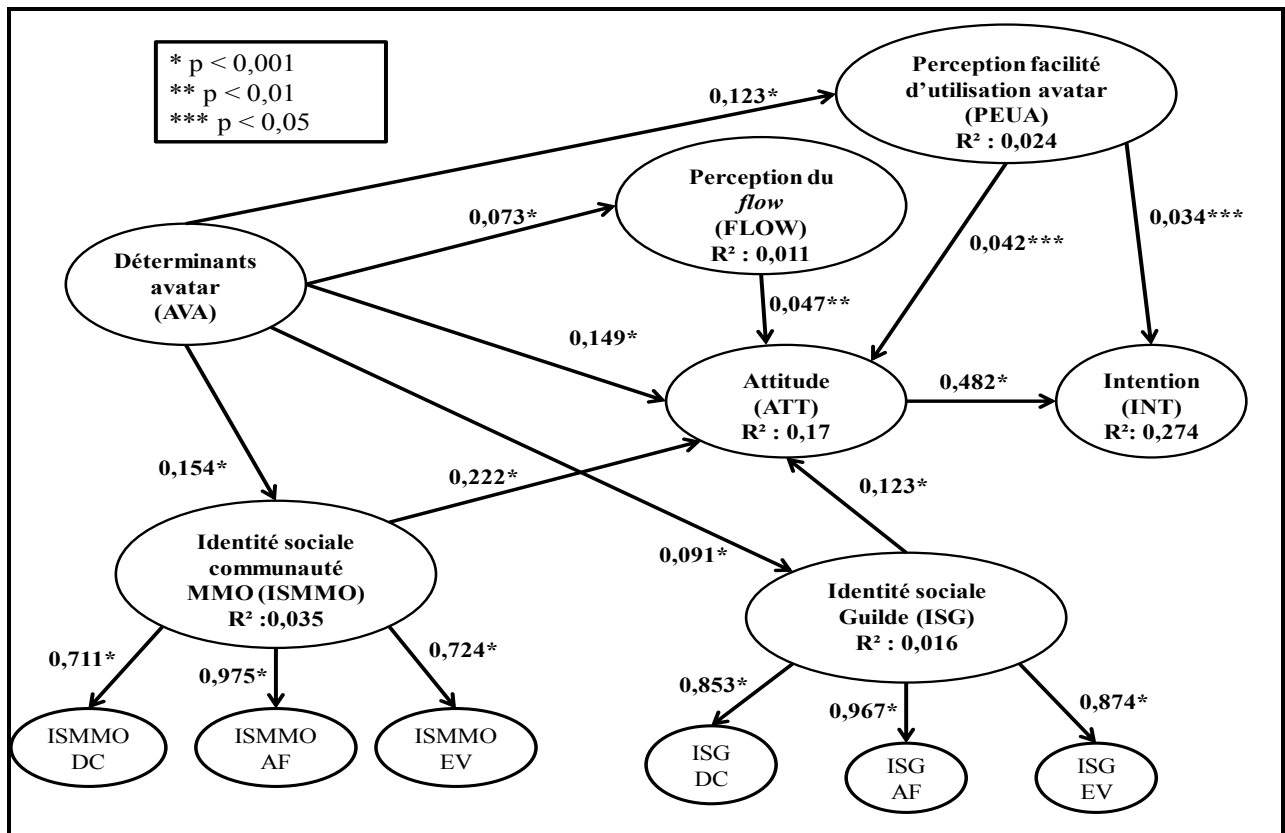 * p < 0,001
** p < 0,01
*** p < 0,05
Perception facilité
d'utilisation avatar
(PEUA)
R² : 0,024
0,123*
Perception du
flow
(FLOW)
R² : 0,011
0,073*
0,034***
0,042***
Déterminants
avatar
(AVA)
0,047**
0,149*
Attitude
(ATT)
R² : 0,17
0,482*
Intention
(INT)
R²: 0,274
0,154*
0,222*
0,123*
Identité sociale
communauté
MMO (ISMMO)
R² :0,035
0,091*
Identité sociale
Guilde (ISG)
R² : 0,016
0,711*
0,975*
0,724*
0,853*
0,967*
0,874*
ISMMO
DC
ISMMO
AF
ISMMO
EV
ISG
DC
ISG
AF
ISG
EV